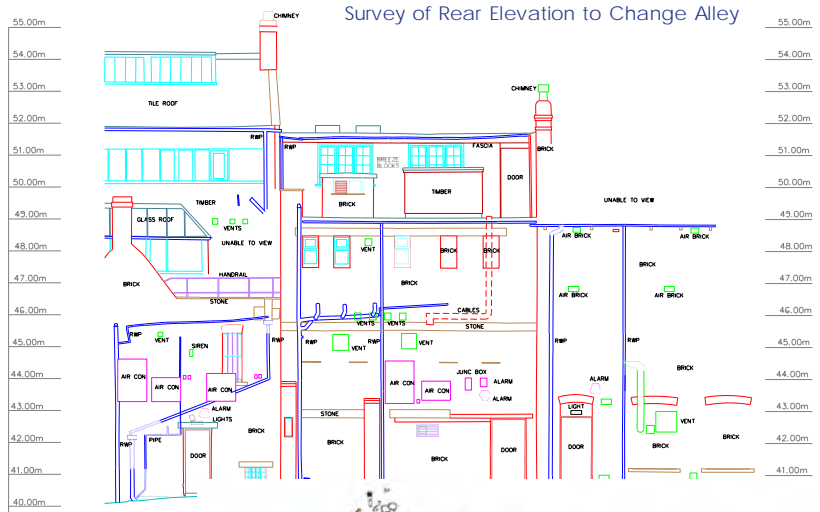 Survey of Rear Elevation to Change Alley
CHIMNEY
55.00m 55.00m
54.00m 54.00m
CHIMNEY
53.00m 53.00m
TILE ROOF
52.00m 52.00m
RWP RWP FASCIA BRICK
51.00m 51.00m
BREEZE
BLOCKS
DOOR
50.00m 50.00m
TIMBER
TIMBER BRICK UNABLE TO VIEW
49.00m 49.00m
GLASS ROOF
VENTS
AIR BRICK AIR BRICK
UNABLE TO VIEW
48.00m 48.00m
VENT BRICK BRICK
BRICK
HANDRAIL
47.00m 47.00m
BRICK BRICK
AIR BRICK AIR BRICK
STONE
46.00m 46.00m
CABLES
VENTS VENTS
STONE
RWP VENT SIREN RWP RWP VENT RWP VENT RWP RWP
45.00m 45.00m
BRICK
JUNC BOX
44.00m 44.00m
AIR CON AIR CON AIR CON AIR CON AIR CON ALARM ALARM
ALARM
43.00m 43.00m
ALARM STONE LIGHT
LIGHTS
VENT
BRICK BRICK
42.00m 42.00m
RWP PIPE BRICK BRICK BRICK
DOOR BRICK DOOR DOOR
41.00m 41.00m
40.00m